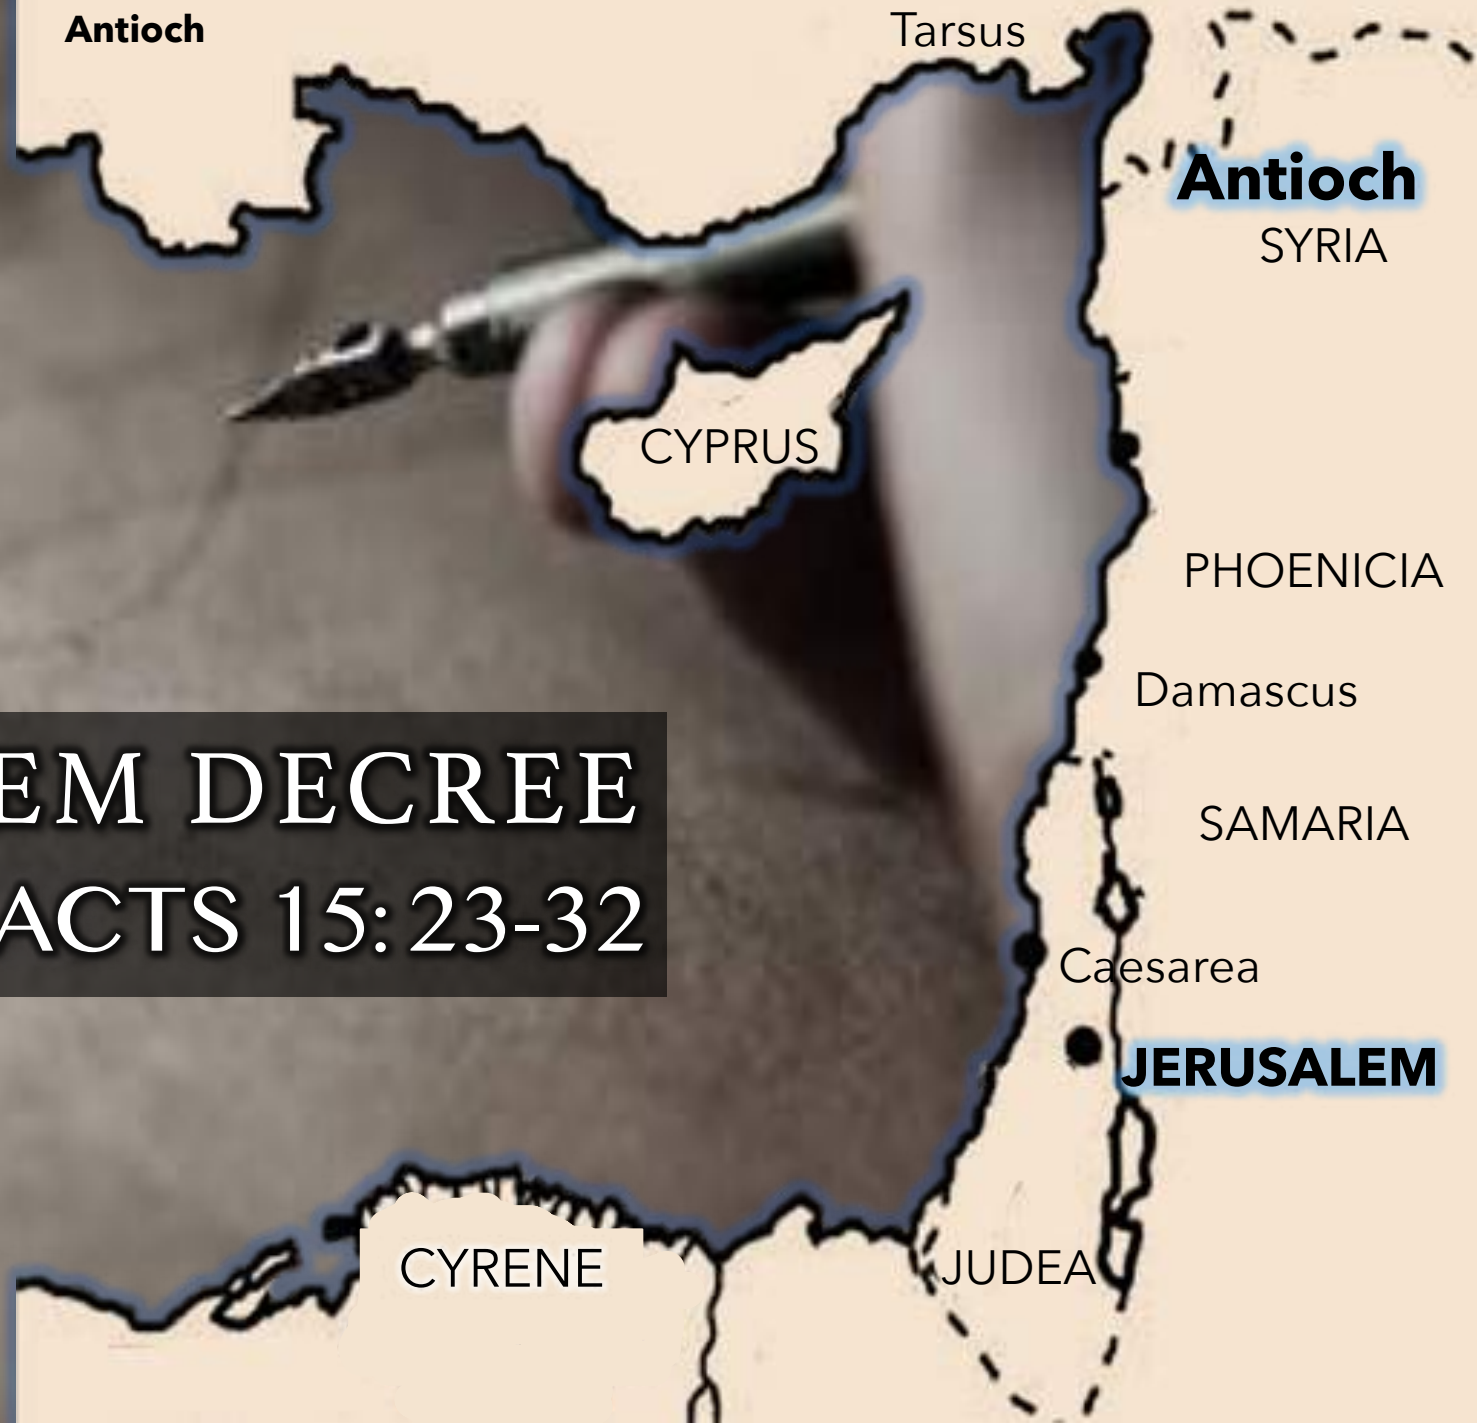 Antioch
Tarsus
Antioch
SYRIA
CYPRUS
PHOENICIA
Damascus
EM DECREE
SAMARIA
ACTS 15:23-32
Caesarea
JERUSALEM
CYRENE
JUDEA